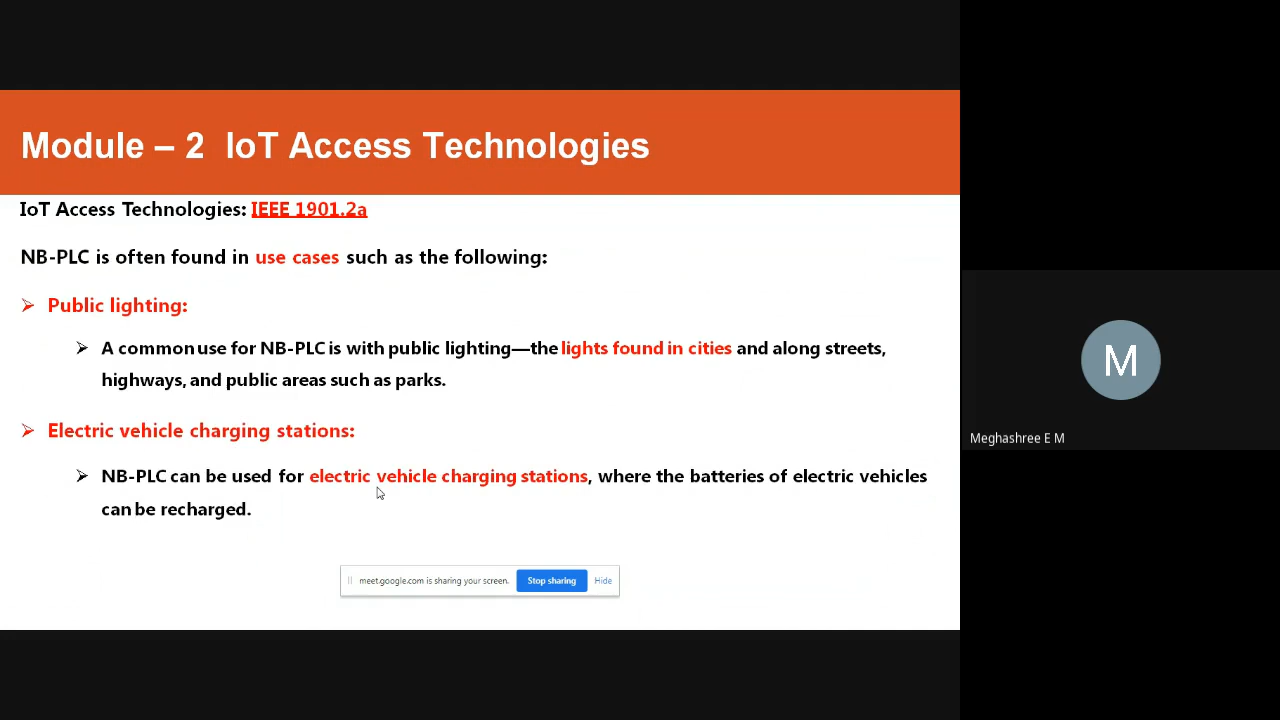 Module – 2 IoT Access Technologies
IoT Access Technologies: IEEE 1901.2a
NB-PLC is often found in use cases such as the following:
Public lighting:
A common use for NB-PLC is with public lighting—the lights found in cities and along streets,
highways, and public areas such as parks.
Electric vehicle charging stations:
NB-PLC can be used for electric vehicle charging stations, where the batteries of electric vehicles
can be recharged.
meet.google.com is sharing your screen. Stop sharing Hide
M
Meghashree E M